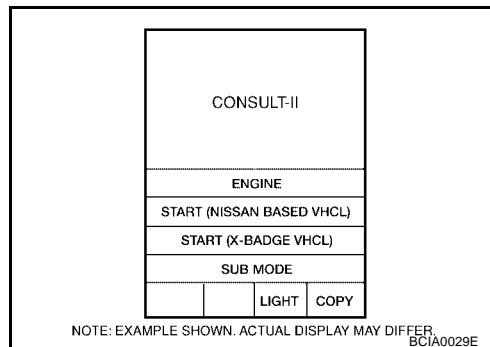 CONSULT-II
ENGINE
START (NISSAN BASED VHCL)
START (X-BADGE VHCL)
SUB MODE
LIGHT COPY
NOTE: EXAMPLE SHOWN. ACTUAL DISPLAY MAY DIFFER.
BCIA0029E